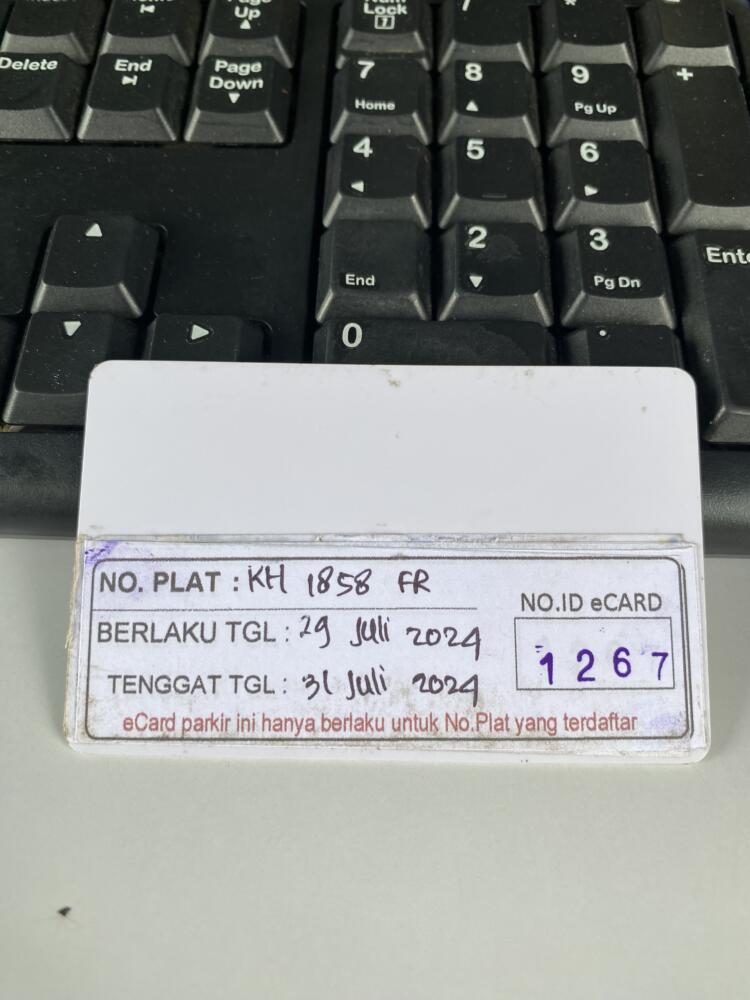 Page Up
Num Lock
Delete
End
Page Down
7 Home
8
9 Pg Up
+
4
5
6
End
2
3 Pg Dn
Ente
0
NO. PLAT : KH 1858 FR
BERLAKU TGL : 29 Juli 2024
TENGGAT TGL : 31 Juli 2024
eCard parkir ini hanya berlaku untuk No.Plat yang terdaftar
NO.ID eCARD
1267